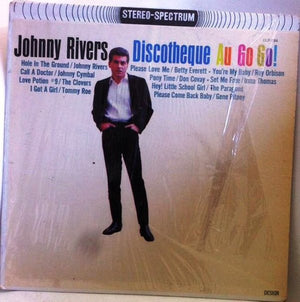 STEREO-SPECTRUM
Johnny Rivers Discotheque Au Go Go!
Hole in The Ground / Johnny Rivers
Call A Doctor / Johnny Cymbal
Love Potion #9 / The Clovers
I Got A Girl / Tommy Roe
Please Love Me / Betty Everett - You're My Baby / Roy Orbison
Pony Time / Don Covay - Set Me Free / Irma Thomas
Hey! Little School Girl / The Paragons
Please Come Back Baby / Gene Pitney
DESIGN